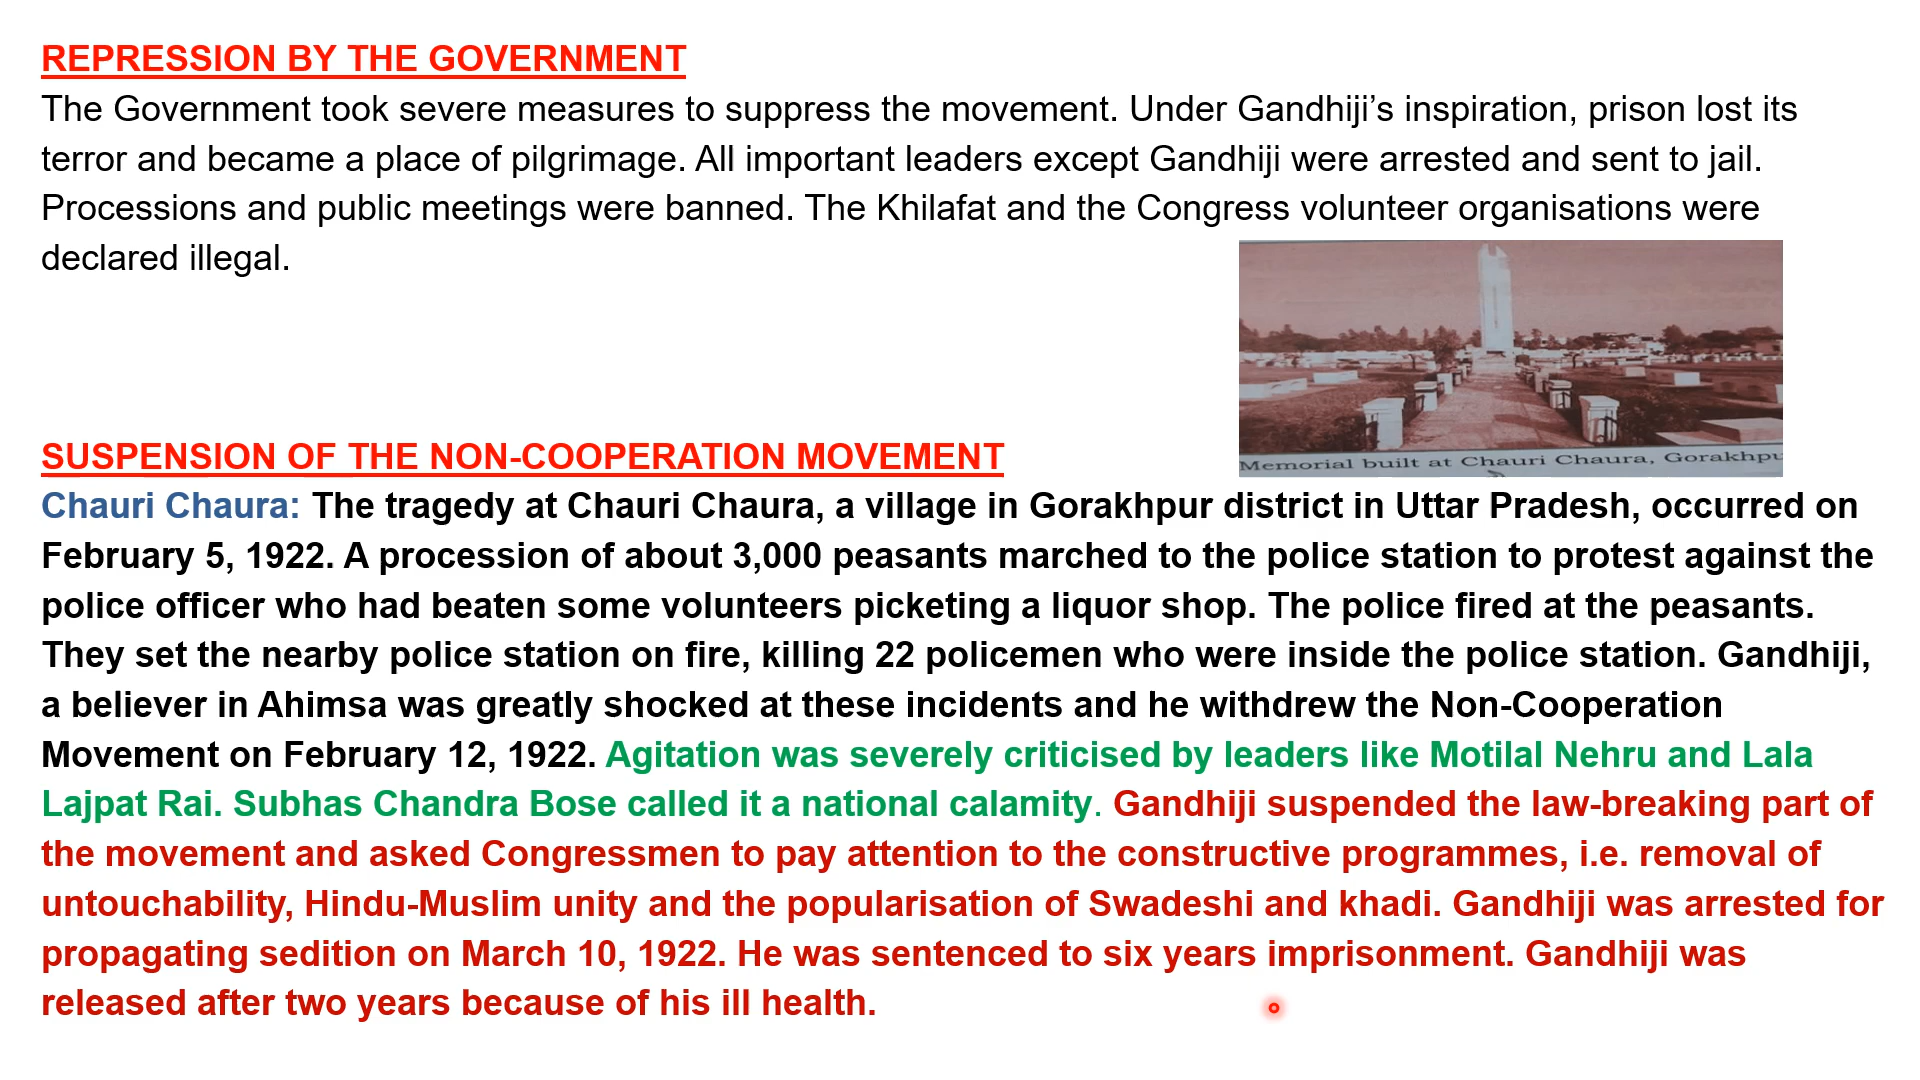 REPRESSION BY THE GOVERNMENT
The Government took severe measures to suppress the movement. Under Gandhiji’s inspiration, prison lost its
terror and became a place of pilgrimage. All important leaders except Gandhiji were arrested and sent to jail.
Processions and public meetings were banned. The Khilafat and the Congress volunteer organisations were
declared illegal.
Memorial built at Chauri Chaura, Gorakhpu
SUSPENSION OF THE NON-COOPERATION MOVEMENT
Chauri Chaura: The tragedy at Chauri Chaura, a village in Gorakhpur district in Uttar Pradesh, occurred on
February 5, 1922. A procession of about 3,000 peasants marched to the police station to protest against the
police officer who had beaten some volunteers picketing a liquor shop. The police fired at the peasants.
They set the nearby police station on fire, killing 22 policemen who were inside the police station. Gandhiji,
a believer in Ahimsa was greatly shocked at these incidents and he withdrew the Non-Cooperation
Movement on February 12, 1922. Agitation was severely criticised by leaders like Motilal Nehru and Lala
Lajpat Rai. Subhas Chandra Bose called it a national calamity. Gandhiji suspended the law-breaking part of
the movement and asked Congressmen to pay attention to the constructive programmes, i.e. removal of
untouchability, Hindu-Muslim unity and the popularisation of Swadeshi and khadi. Gandhiji was arrested for
propagating sedition on March 10, 1922. He was sentenced to six years imprisonment. Gandhiji was
released after two years because of his ill health.